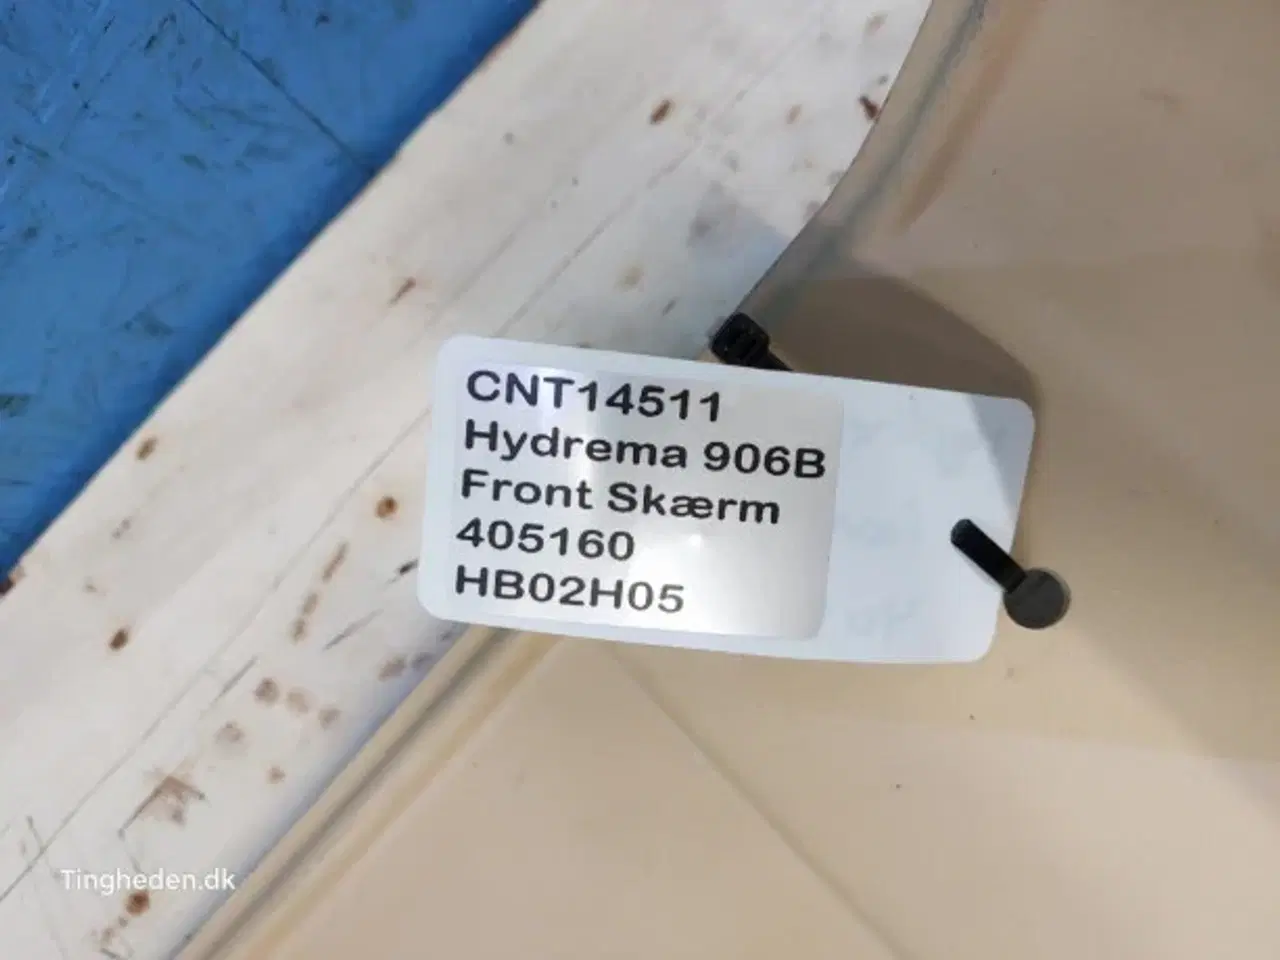 CNT14511
Hydrema 906B
Front Skærm
405160
HB02H05
Tingheden.dk